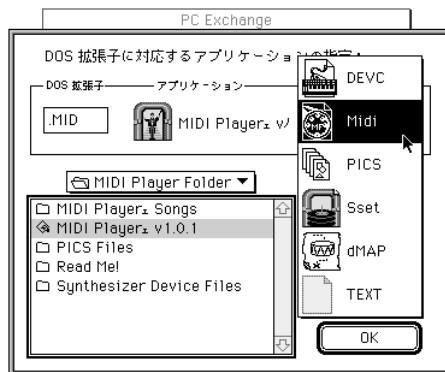 PC Exchange
DOS 拡張子に対応するアプリケーションの指定:
DOS 拡張子 アプリケーション
.MID
MIDI Player
MIDI Player Folder
MIDI Player Songs
MIDI Player v1.0.1
PICS Files
Read Me!
Synthesizer Device Files
DEVC
Midi
PICS
Sset
dMAP
TEXT
OK